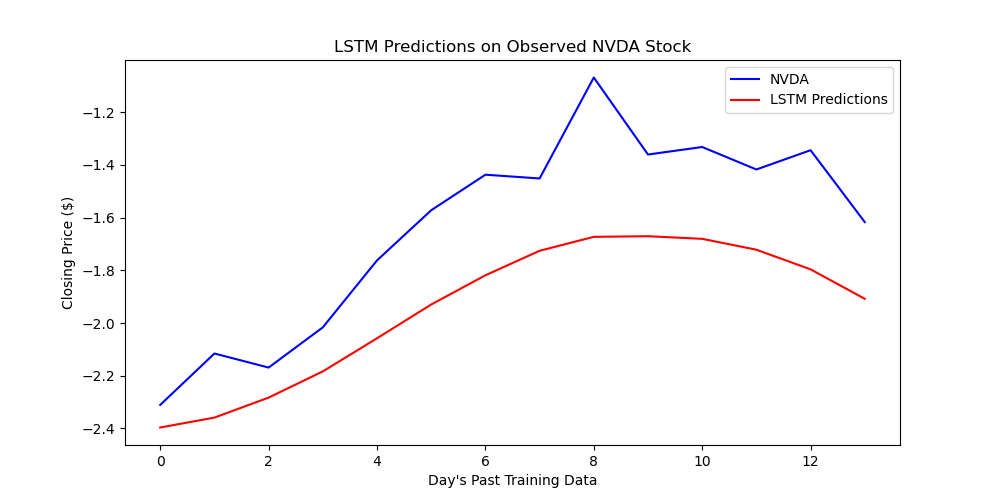 LSTM Predictions on Observed NVDA Stock
NVDA
LSTM Predictions
Closing Price ($)
−1.2
−1.4
−1.6
−1.8
−2.0
−2.2
−2.4
0 2 4 6 8 10 12
Day's Past Training Data